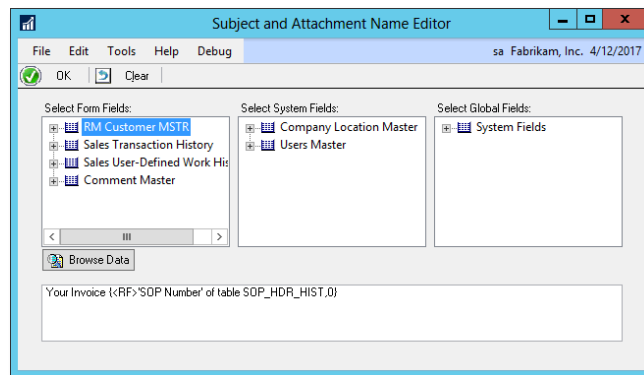 Subject and Attachment Name Editor
File Edit Tools Help Debug
sa Fabrikam, Inc. 4/12/2017
OK Clear
Select Form Fields:
RM Customer MSTR
Sales Transaction History
Sales User-Defined Work His
Comment Master
Select System Fields:
Company Location Master
Users Master
Select Global Fields:
System Fields
Browse Data
Your Invoice {<RF>'SOP Number' of table SOP_HDR_HIST,0}